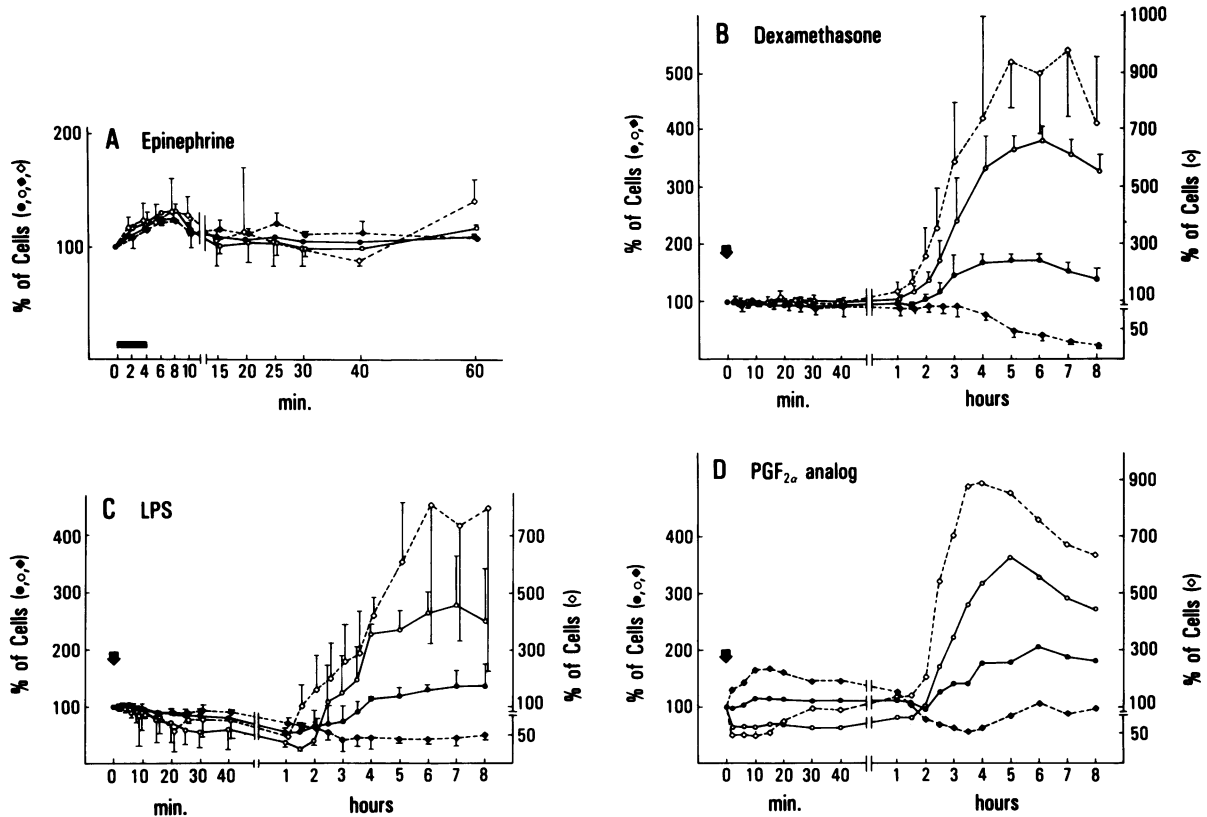 A Epinephrine
% of Cells (●,○,◆,◇)
200
100
0 2 4 6 8 10 15 20 25 30 40 60
min.
B Dexamethasone
% of Cells (●,○,◆)
500
400
300
200
100
1000
900
700
500
300
100
50
% of Cells (◇)
0 10 20 30 40 1 2 3 4 5 6 7 8
min. hours
C LPS
% of Cells (●,○,◆)
400
300
200
100
700
500
300
100
50
% of Cells (◇)
0 10 20 30 40 1 2 3 4 5 6 7 8
min. hours
D PGF₂α analog
% of Cells (●,○,◆)
400
300
200
100
900
700
500
300
100
50
% of Cells (◇)
0 10 20 30 40 1 2 3 4 5 6 7 8
min. hours